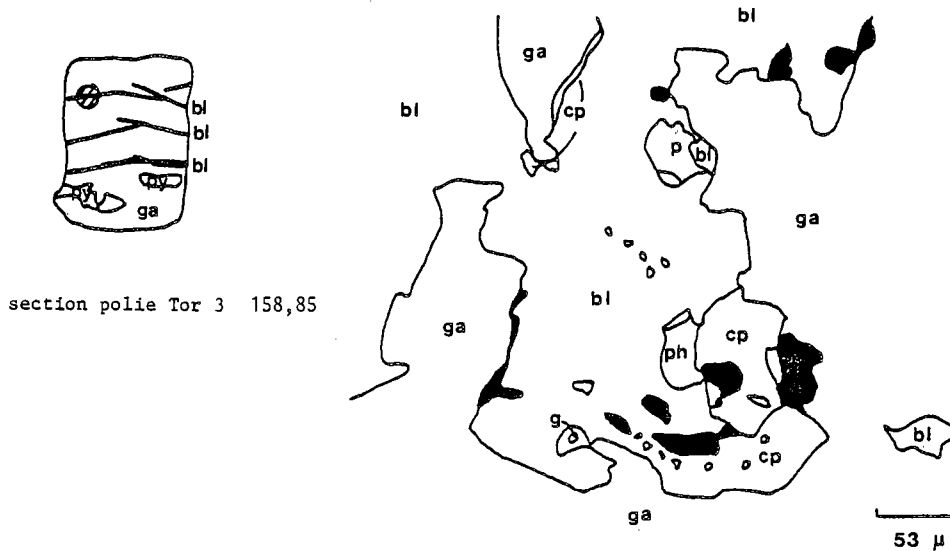 bl
bl
bl
py
py
ga
section polie Tor 3 158,85
bl
ga
cp
bl
p
bl
ga
ga
bl
ph
cp
g
cp
bl
ga
53 µ